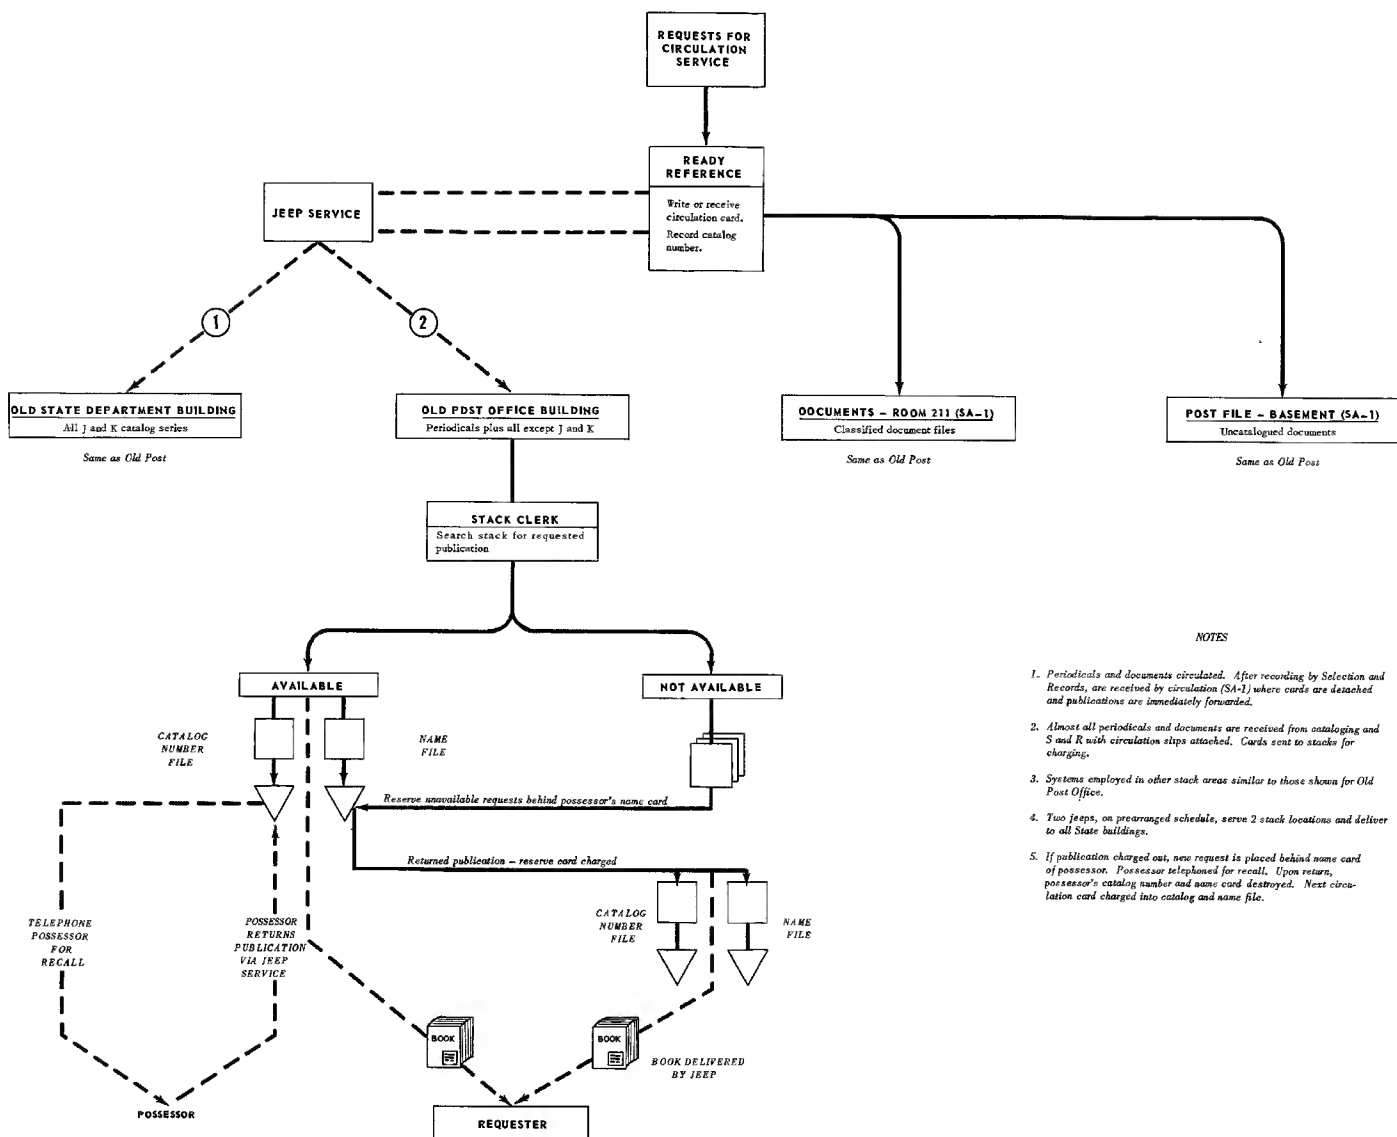 REQUESTS FOR
CIRCULATION
SERVICE
READY
REFERENCE
Write or receive
circulation card.
Record catalog
number.
JEEP SERVICE
1
2
OLD STATE DEPARTMENT BUILDING
All J and K catalog series
Same as Old Post
OLD POST OFFICE BUILDING
Periodicals plus all except J and K
DOCUMENTS – ROOM 211 (SA-1)
Classified document files
Same as Old Post
POST FILE – BASEMENT (SA-1)
Uncatalogued documents
Same as Old Post
STACK CLERK
Search stack for requested
publication
AVAILABLE
NOT AVAILABLE
CATALOG
NUMBER
FILE
NAME
FILE
Reserve unavailable requests behind possessor's name card
Returned publication – reserve card charged
CATALOG
NUMBER
FILE
NAME
FILE
TELEPHONE
POSSESSOR
FOR
RECALL
POSSESSOR
RETURNS
PUBLICATION
VIA JEEP
SERVICE
BOOK
BOOK
BOOK DELIVERED
BY JEEP
POSSESSOR
REQUESTER
NOTES
1. Periodicals and documents circulated. After recording by Selection and
Records, are received by circulation (SA-1) where cards are detached
and publications are immediately forwarded.
2. Almost all periodicals and documents are received from cataloging and
S and R with circulation slips attached. Cards sent to stacks for
charging.
3. Systems employed in other stack areas similar to those shown for Old
Post Office.
4. Two jeeps, on prearranged schedule, serve 2 stack locations and deliver
to all State buildings.
5. If publication charged out, new request is placed behind name card
of possessor. Possessor telephoned for recall. Upon return,
possessor's catalog number and name card destroyed. Next circu-
lation card charged into catalog and name file.